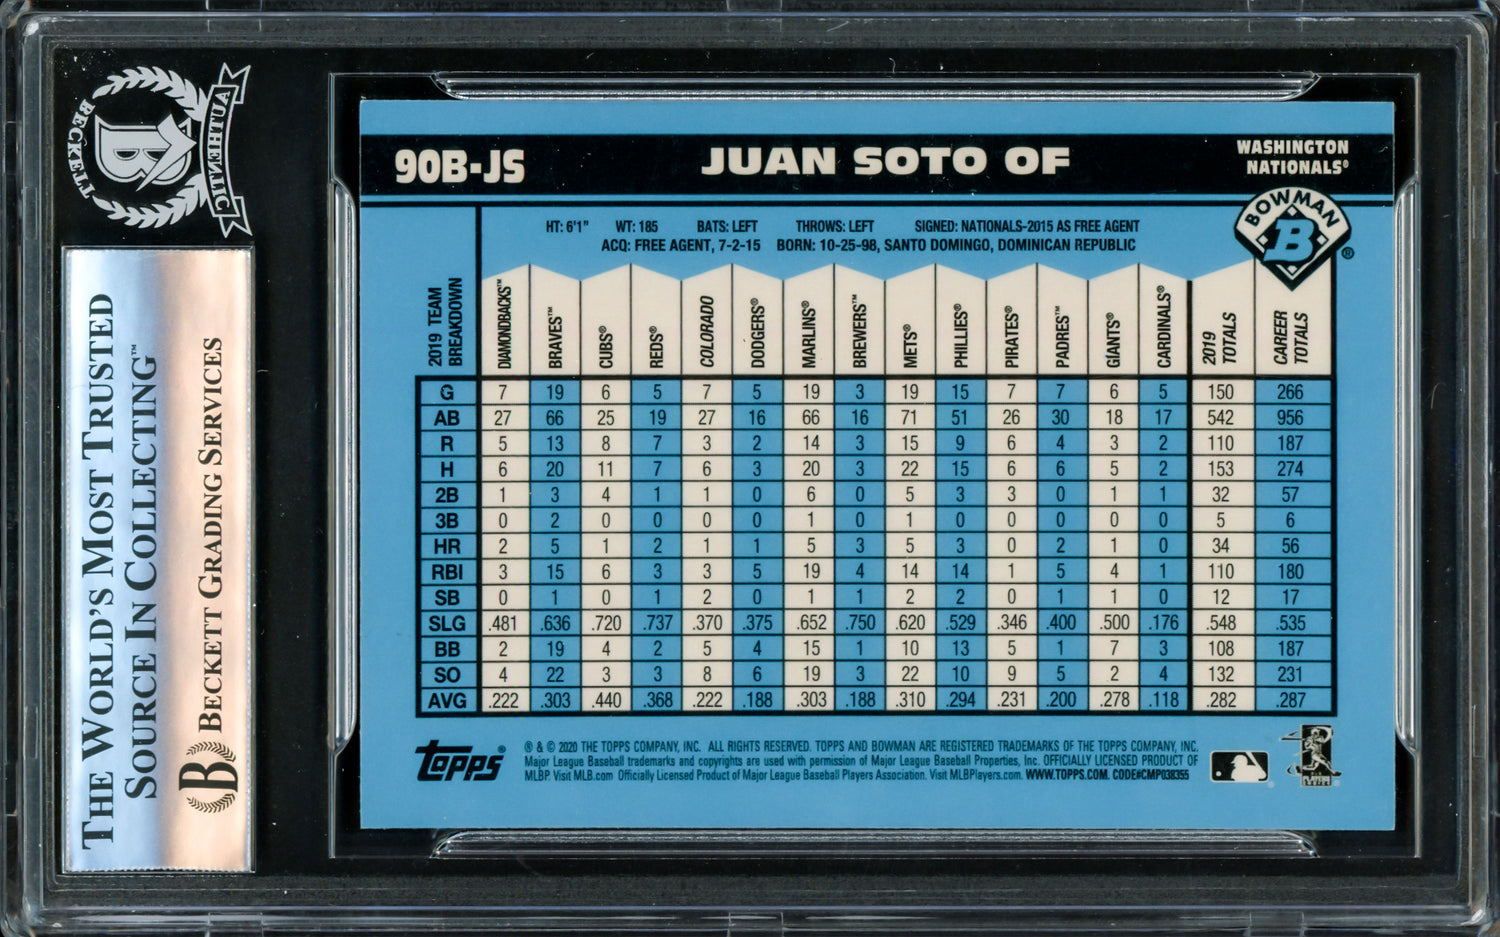 BECKETT
AUTHENTIC
B
THE WORLD'S MOST TRUSTED
SOURCE IN COLLECTING™
B BECKETT GRADING SERVICES
90B-JS
JUAN SOTO OF
WASHINGTON
NATIONALS®
BOWMAN
B ®
HT: 6'1" WT: 185 BATS: LEFT THROWS: LEFT SIGNED: NATIONALS-2015 AS FREE AGENT
ACQ: FREE AGENT, 7-2-15 BORN: 10-25-98, SANTO DOMINGO, DOMINICAN REPUBLIC
2019 TEAM BREAKDOWN DIAMONDBACKS™ BRAVES™ CUBS® REDS® COLORADO DODGERS® MARLINS® BREWERS™ METS® PHILLIES® PIRATES® PADRES™ GIANTS® CARDINALS® 2019 TOTALS CAREER TOTALS
G 7 19 6 5 7 5 19 3 19 15 7 7 6 5 150 266
AB 27 66 25 19 27 16 66 16 71 51 26 30 18 17 542 956
R 5 13 8 7 3 2 14 3 15 9 6 4 3 2 110 187
H 6 20 11 7 6 3 20 3 22 15 6 6 5 2 153 274
2B 1 3 4 1 1 0 6 0 5 3 3 0 1 1 32 57
3B 0 2 0 0 0 0 1 0 1 0 0 0 0 0 5 6
HR 2 5 1 2 1 1 5 3 5 3 0 2 1 0 34 56
RBI 3 15 6 3 3 5 19 4 14 14 1 5 4 1 110 180
SB 0 1 0 1 2 0 1 1 2 2 0 1 1 0 12 17
SLG .481 .636 .720 .737 .370 .375 .652 .750 .620 .529 .346 .400 .500 .176 .548 .535
BB 2 19 4 2 5 4 15 1 10 13 5 1 7 3 108 187
SO 4 22 3 3 8 6 19 3 22 10 9 5 2 4 132 231
AVG .222 .303 .440 .368 .222 .188 .303 .188 .310 .294 .231 .200 .278 .118 .282 .287
Topps®
® & © 2020 THE TOPPS COMPANY, INC. ALL RIGHTS RESERVED. TOPPS AND BOWMAN ARE REGISTERED TRADEMARKS OF THE TOPPS COMPANY, INC.
Major League Baseball trademarks and copyrights are used with permission of Major League Baseball Properties, Inc. OFFICIALLY LICENSED PRODUCT OF
MLBP. Visit MLB.com Officially Licensed Product of Major League Baseball Players Association. Visit MLBPlayers.com. WWW.TOPPS.COM. CODE#CMP038355
PLAYERS